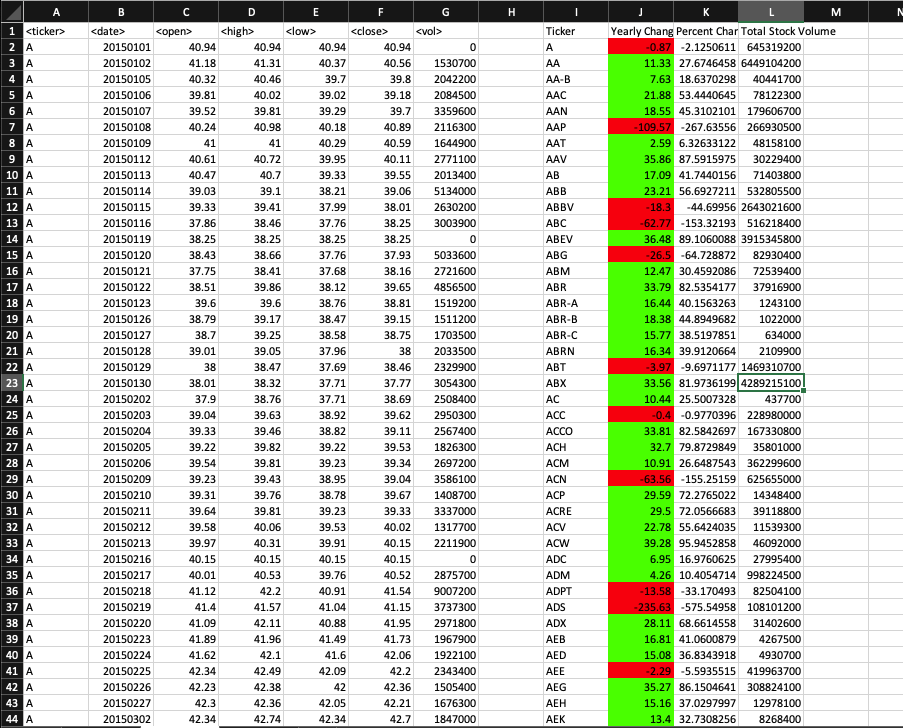 A B C D E F G H I J K L M N
1 <ticker> <date> <open> <high> <low> <close> <vol> Ticker Yearly Chang Percent Char Total Stock Volume
2 A 20150101 40.94 40.94 40.94 40.94 0 A -0.87 -2.1250611 645319200
3 A 20150102 41.18 41.31 40.37 40.56 1530700 AA 11.33 27.6746458 6449104200
4 A 20150105 40.32 40.46 39.7 39.8 2042200 AA-B 7.63 18.6370298 40441700
5 A 20150106 39.81 40.02 39.02 39.18 2084500 AAC 21.88 53.4440645 78122300
6 A 20150107 39.52 39.81 39.29 39.7 3359600 AAN 18.55 45.3102101 179606700
7 A 20150108 40.24 40.98 40.18 40.89 2116300 AAP -109.57 -267.63556 266930500
8 A 20150109 41 41 40.29 40.59 1644900 AAT 2.59 6.32633122 48158100
9 A 20150112 40.61 40.72 39.95 40.11 2771100 AAV 35.86 87.5915975 30229400
10 A 20150113 40.47 40.7 39.33 39.55 2013400 AB 17.09 41.7440156 71403800
11 A 20150114 39.03 39.1 38.21 39.06 5134000 ABB 23.21 56.6927211 532805500
12 A 20150115 39.33 39.41 37.99 38.01 2630200 ABBV -18.3 -44.69956 2643021600
13 A 20150116 37.86 38.46 37.76 38.25 3003900 ABC -62.77 -153.32193 516218400
14 A 20150119 38.25 38.25 38.25 38.25 0 ABEV 36.48 89.1060088 3915345800
15 A 20150120 38.43 38.66 37.76 37.93 5033600 ABG -26.5 -64.728872 82930400
16 A 20150121 37.75 38.41 37.68 38.16 2721600 ABM 12.47 30.4592086 72539400
17 A 20150122 38.51 39.86 38.12 39.65 4856500 ABR 33.79 82.5354177 37916900
18 A 20150123 39.6 39.6 38.76 38.81 1519200 ABR-A 16.44 40.1563263 1243100
19 A 20150126 38.79 39.17 38.47 39.15 1511200 ABR-B 18.38 44.8949682 1022000
20 A 20150127 38.7 39.25 38.58 38.75 1703500 ABR-C 15.77 38.5197851 634000
21 A 20150128 39.01 39.05 37.96 38 2033500 ABRN 16.34 39.9120664 2109900
22 A 20150129 38 38.47 37.69 38.46 2329900 ABT -3.97 -9.6971177 1469310700
23 A 20150130 38.01 38.32 37.71 37.77 3054300 ABX 33.56 81.9736199 4289215100
24 A 20150202 37.9 38.76 37.71 38.69 2508400 AC 10.44 25.5007328 437700
25 A 20150203 39.04 39.63 38.92 39.62 2950300 ACC -0.4 -0.9770396 228980000
26 A 20150204 39.33 39.46 38.82 39.11 2567400 ACCO 33.81 82.5842697 167330800
27 A 20150205 39.22 39.82 39.22 39.53 1826300 ACH 32.7 79.8729849 35801000
28 A 20150206 39.54 39.81 39.23 39.34 2697200 ACM 10.91 26.6487543 362299600
29 A 20150209 39.23 39.43 38.95 39.04 3586100 ACN -63.56 -155.25159 625655000
30 A 20150210 39.31 39.76 38.78 39.67 1408700 ACP 29.59 72.2765022 14348400
31 A 20150211 39.64 39.81 39.23 39.33 3337000 ACRE 29.5 72.0566683 39118800
32 A 20150212 39.58 40.06 39.53 40.02 1317700 ACV 22.78 55.6424035 11539300
33 A 20150213 39.97 40.31 39.91 40.15 2211900 ACW 39.28 95.9452858 46092000
34 A 20150216 40.15 40.15 40.15 40.15 0 ADC 6.95 16.9760625 27995400
35 A 20150217 40.01 40.53 39.76 40.52 2875700 ADM 4.26 10.4054714 998224500
36 A 20150218 41.12 42.2 40.91 41.54 9007200 ADPT -13.58 -33.170493 82504100
37 A 20150219 41.4 41.57 41.04 41.15 3737300 ADS -235.63 -575.54958 108101200
38 A 20150220 41.09 42.11 40.88 41.95 2971800 ADX 28.11 68.6614558 31402600
39 A 20150223 41.89 41.96 41.49 41.73 1967900 AEB 16.81 41.0600879 4267500
40 A 20150224 41.62 42.1 41.6 42.06 1922100 AED 15.08 36.8343918 4930700
41 A 20150225 42.34 42.49 42.09 42.2 2343400 AEE -2.29 -5.5935515 419963700
42 A 20150226 42.23 42.38 42 42.36 1505400 AEG 35.27 86.1504641 308824100
43 A 20150227 42.3 42.36 42.05 42.21 1676300 AEH 15.16 37.0297997 12978100
44 A 20150302 42.34 42.74 42.34 42.7 1847000 AEK 13.4 32.7308256 8268400